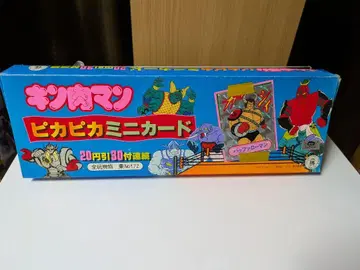 キン肉マン
ピカピカミニカード
20円引30付連続
バッファローマン